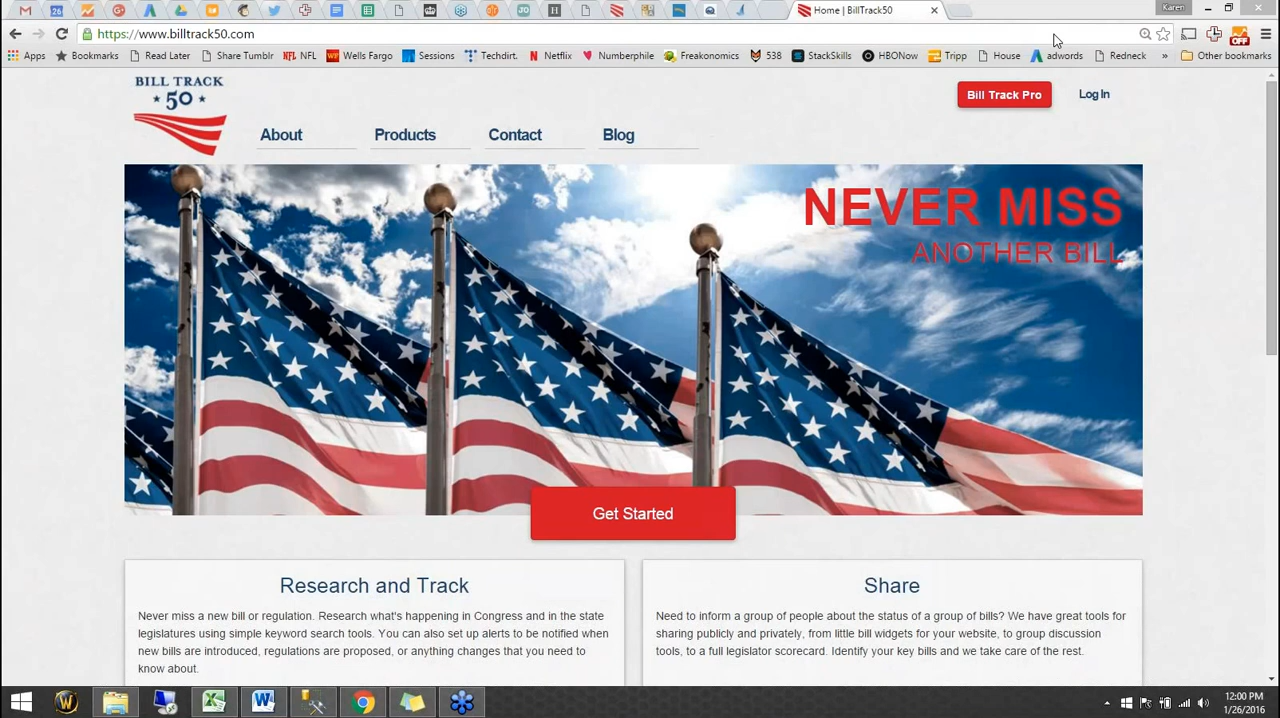 26
JO
H
Home | BillTrack50
Karen
https://www.billtrack50.com
OFF
Apps
Bookmarks
Read Later
Share Tumblr
NFL NFL
Wells Fargo
Sessions
Techdirt.
N Netflix
Numberphile
Freakonomics
538
StackSkills
HBONow
Tripp
House
adwords
Redneck
»
Other bookmarks
BILL TRACK
50
Bill Track Pro
Log In
About
Products
Contact
Blog
NEVER MISS
ANOTHER BILL
Get Started
Research and Track
Never miss a new bill or regulation. Research what's happening in Congress and in the state
legislatures using simple keyword search tools. You can also set up alerts to be notified when
new bills are introduced, regulations are proposed, or anything changes that you need to
know about.
Share
Need to inform a group of people about the status of a group of bills? We have great tools for
sharing publicly and privately, from little bill widgets for your website, to group discussion
tools, to a full legislator scorecard. Identify your key bills and we take care of the rest.
12:00 PM
1/26/2016